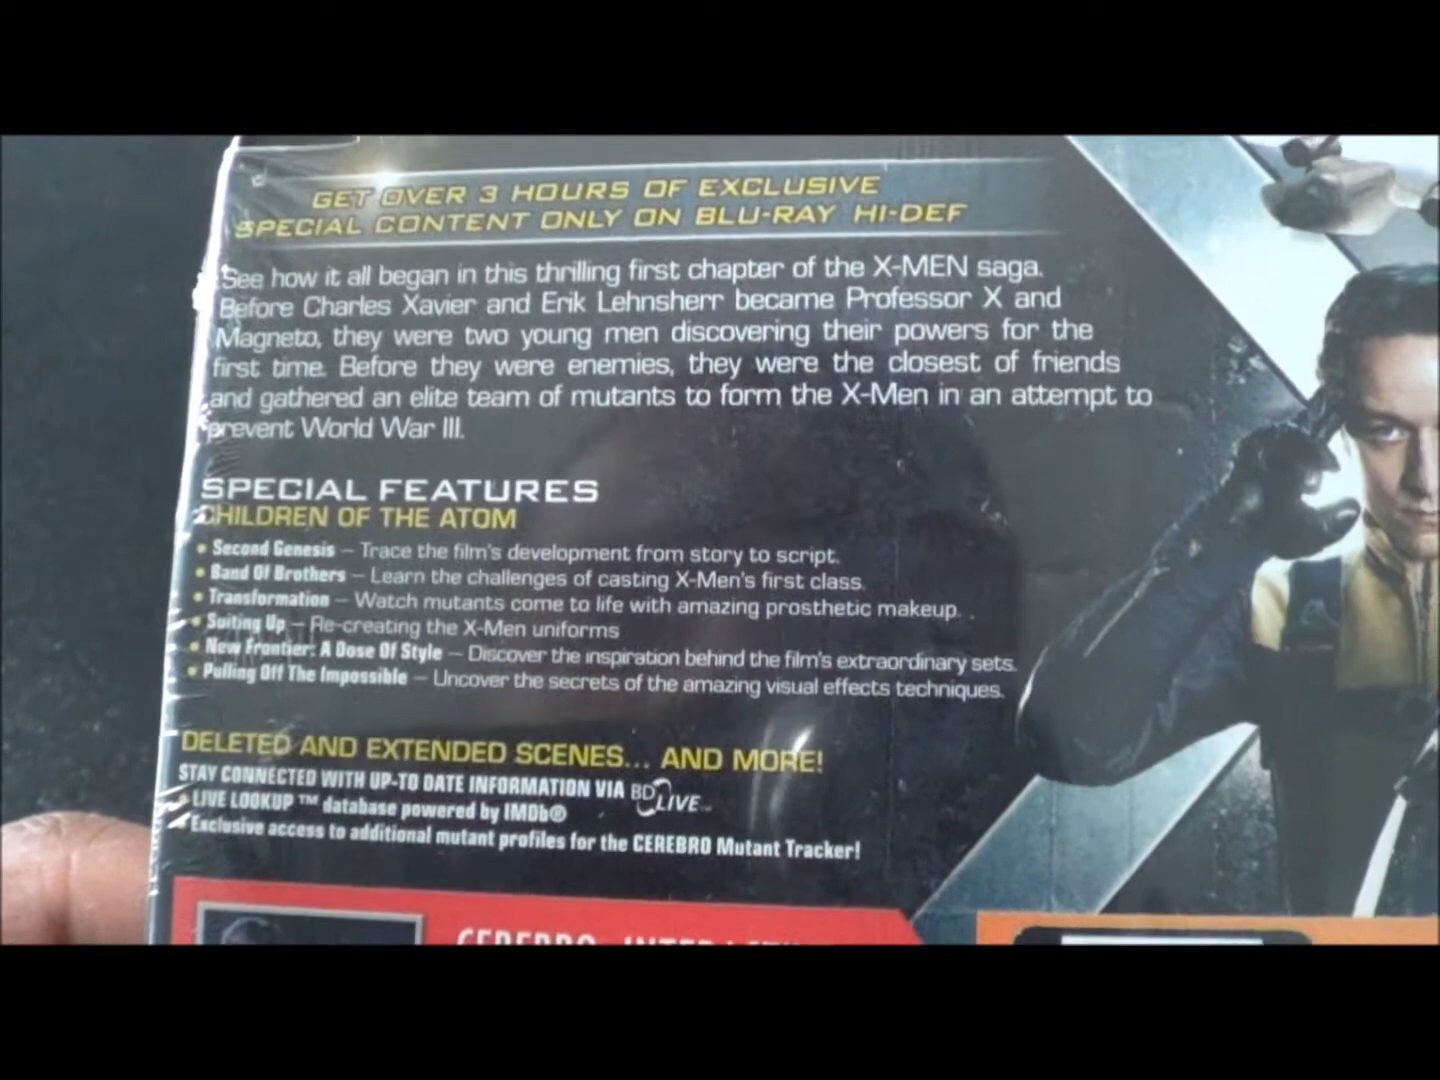 GET OVER 3 HOURS OF EXCLUSIVE
SPECIAL CONTENT ONLY ON BLU-RAY HI-DEF
See how it all began in this thrilling first chapter of the X-MEN saga.
Before Charles Xavier and Erik Lehnsherr became Professor X and
Magneto, they were two young men discovering their powers for the
first time. Before they were enemies, they were the closest of friends
and gathered an elite team of mutants to form the X-Men in an attempt to
prevent World War III.
SPECIAL FEATURES
CHILDREN OF THE ATOM
• Second Genesis – Trace the film's development from story to script.
• Band Of Brothers – Learn the challenges of casting X-Men's first class.
• Transformation – Watch mutants come to life with amazing prosthetic makeup.
• Suiting Up – Re-creating the X-Men uniforms
• New Frontier: A Dose Of Style – Discover the inspiration behind the film's extraordinary sets.
• Pulling Off The Impossible – Uncover the secrets of the amazing visual effects techniques.
DELETED AND EXTENDED SCENES... AND MORE!
STAY CONNECTED WITH UP-TO DATE INFORMATION VIA BD LIVE™
• LIVE LOOKUP ™ database powered by IMDb®
• Exclusive access to additional mutant profiles for the CEREBRO Mutant Tracker!
CEREBRO